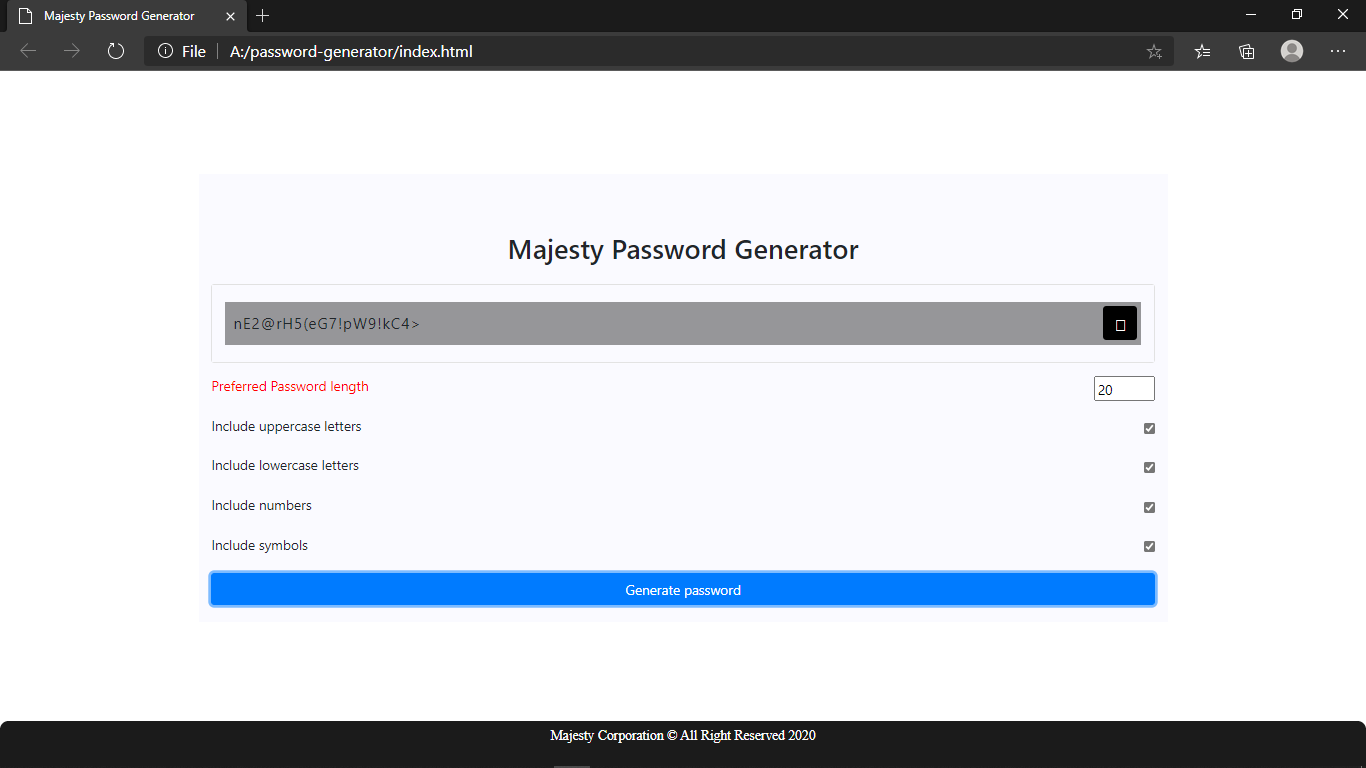 Majesty Password Generator
File
A:/password-generator/index.html
Majesty Password Generator
nE2@rH5(eG7!pW9!kC4>
Preferred Password length
20
Include uppercase letters
Include lowercase letters
Include numbers
Include symbols
Generate password
Majesty Corporation © All Right Reserved 2020